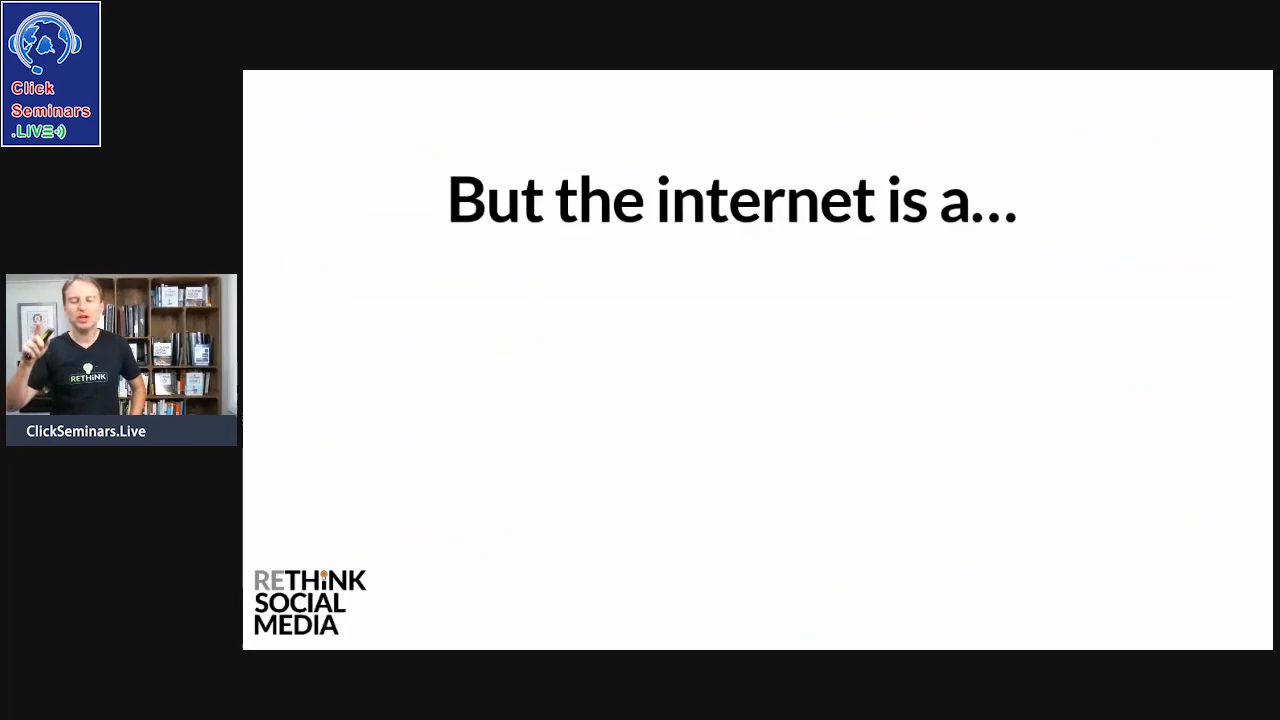 Click
Seminars
.LIVE
But the internet is a...
RETHiNK
ClickSeminars.Live
RETHiNK
SOCIAL
MEDIA